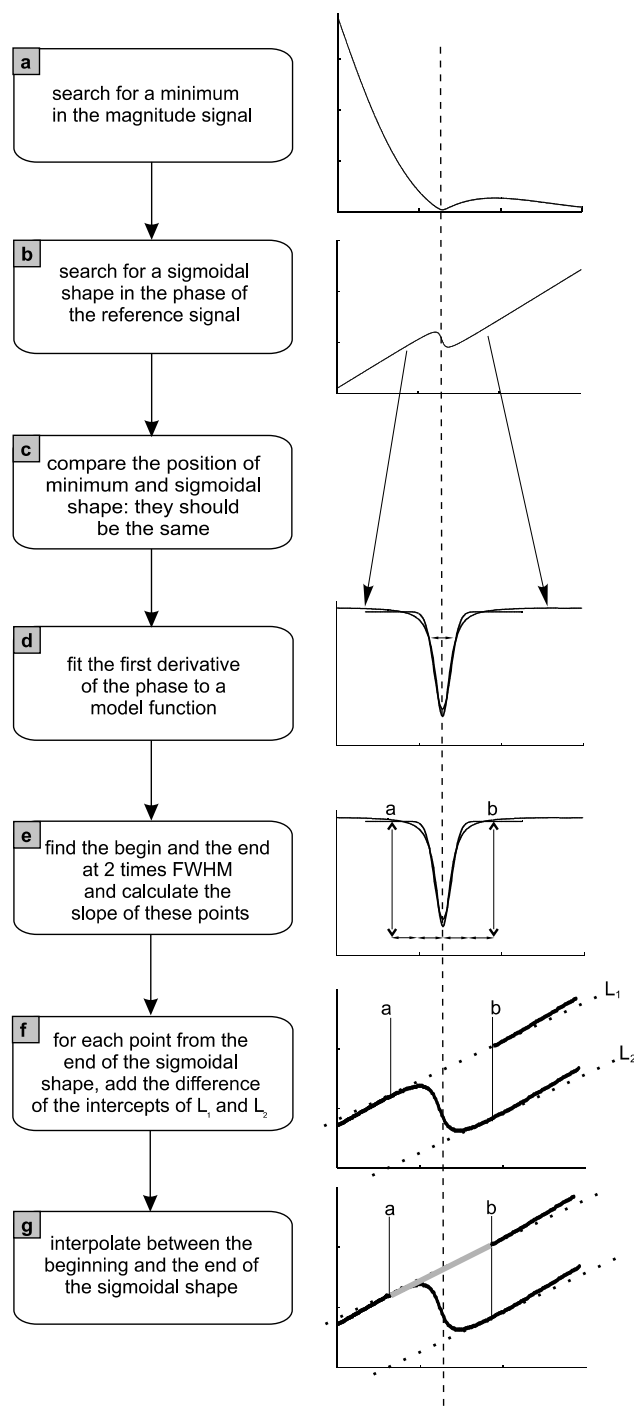 a
search for a minimum
in the magnitude signal
b
search for a sigmoidal
shape in the phase of
the reference signal
c
compare the position of
minimum and sigmoidal
shape: they should
be the same
d
fit the first derivative
of the phase to a
model function
e
find the begin and the end
at 2 times FWHM
and calculate the
slope of these points
a
b
f
for each point from the
end of the sigmoidal
shape, add the difference
of the intercepts of L₁ and L₂
a
b
L₁
L₂
g
interpolate between the
beginning and the end of
the sigmoidal shape
a
b